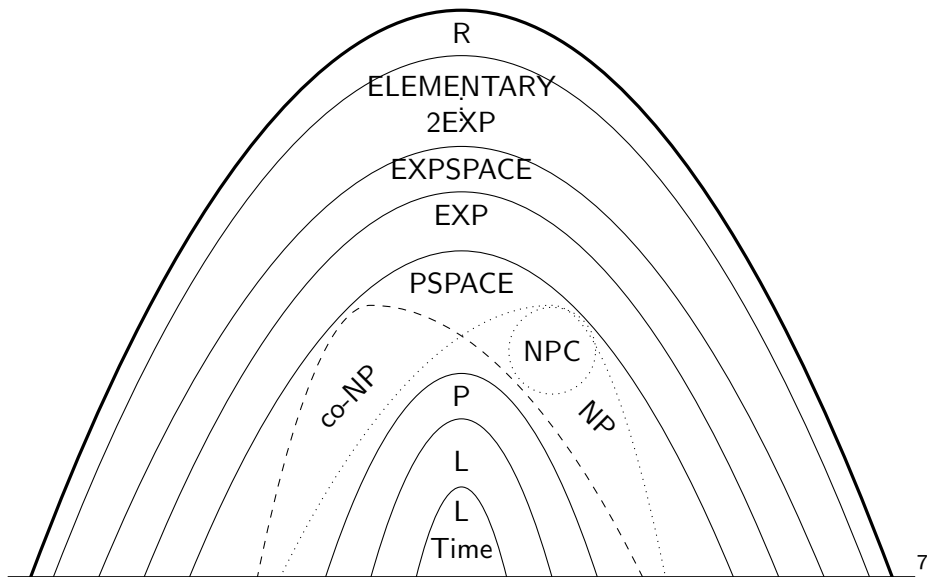 R
ELEMENTARY
⋮
2EXP
EXPSPACE
EXP
PSPACE
NPC
co-NP
P
NP
L
L
Time
7